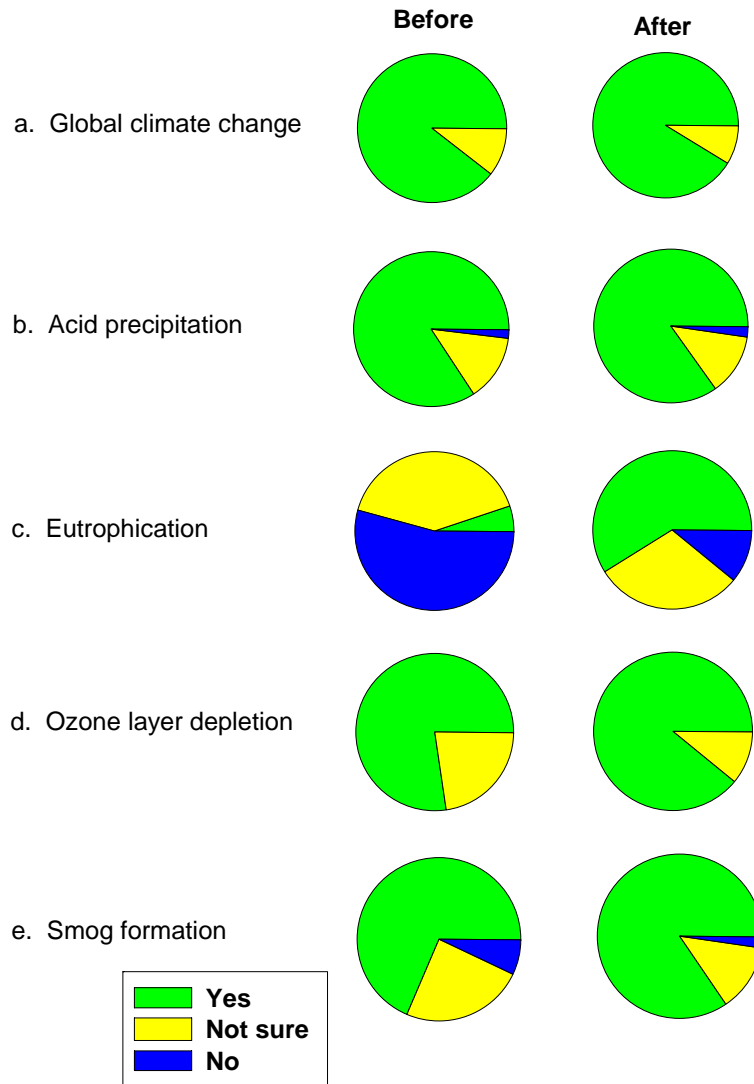 Before After
a. Global climate change
b. Acid precipitation
c. Eutrophication
d. Ozone layer depletion
e. Smog formation
Yes
Not sure
No